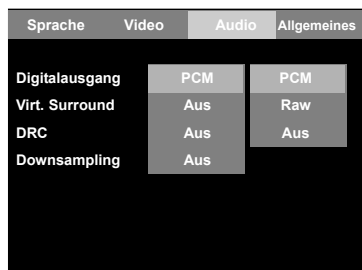 Sprache Video Audio Allgemeines
Digitalausgang PCM PCM
Virt. Surround Aus Raw
DRC Aus Aus
Downsampling Aus